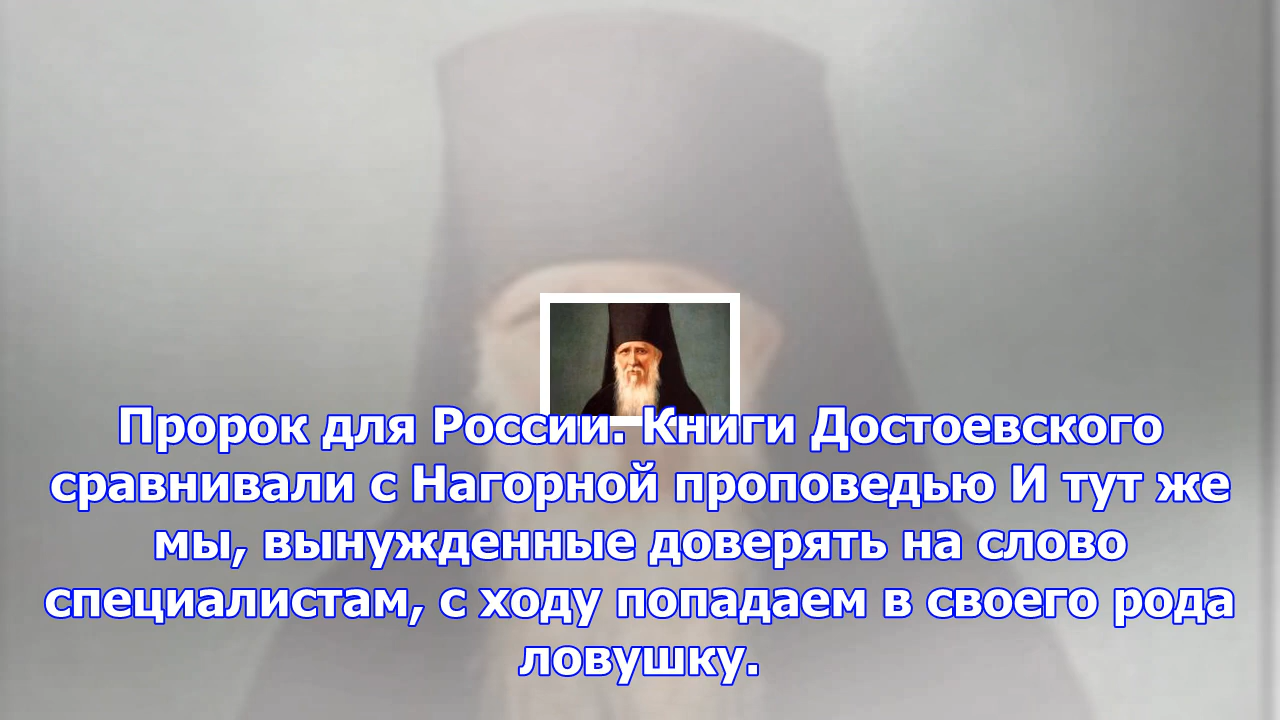 Пророк для России. Книги Достоевского
сравнивали с Нагорной проповедью И тут же
мы, вынужденные доверять на слово
специалистам, с ходу попадаем в своего рода
ловушку.